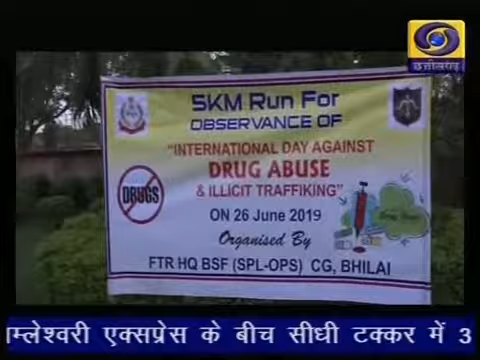 छत्तीसगढ़
5KM RUN FOR
OBSERVANCE OF
"INTERNATIONAL DAY AGAINST
DRUG ABUSE
& ILLICIT TRAFFIKING"
DRUGS
ON 26 June 2019
Organised By
FTR HQ BSF (SPL-OPS) CG, BHILAI
म्लेश्वरी एक्सप्रेस के बीच सीधी टक्कर में 3